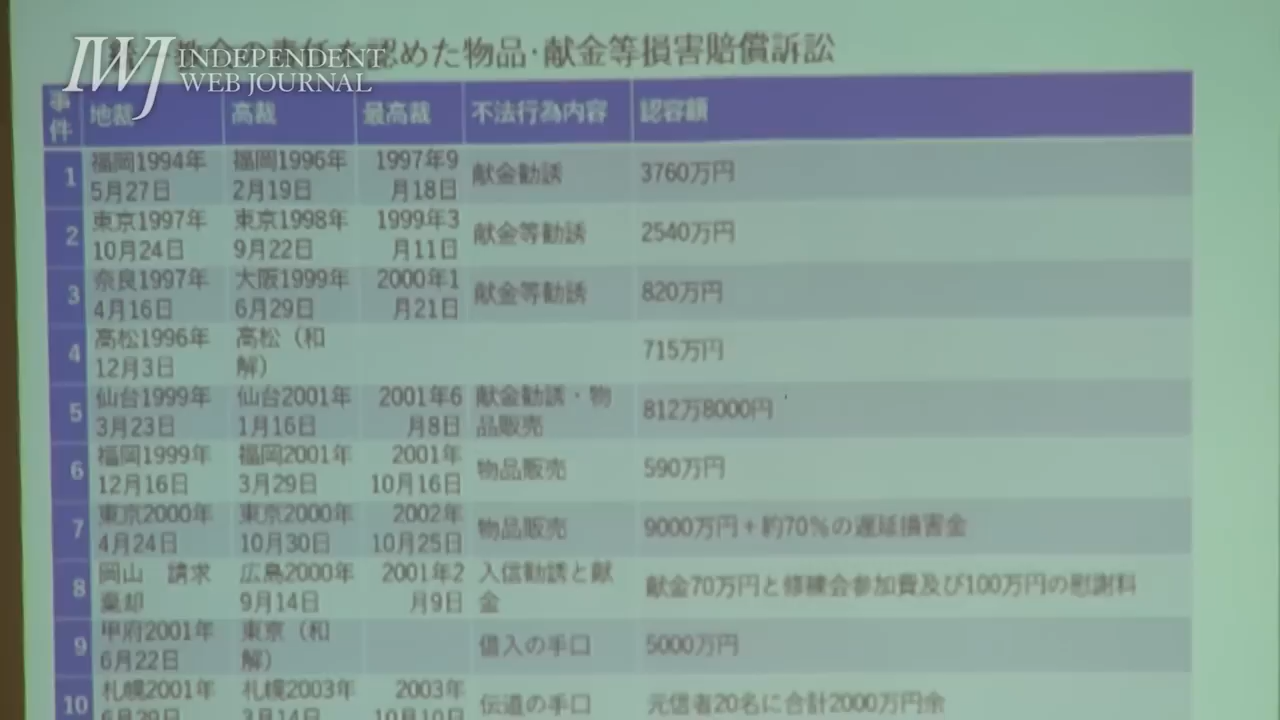 IWJ INDEPENDENT
WEB JOURNAL
の責任を認めた物品・献金等損害賠償訴訟
事件 地裁 高裁 最高裁 不法行為内容 認容額
1 福岡1994年 福岡1996年 1997年9 献金勧誘 3760万円
5月27日 2月19日 月18日
2 東京1997年 東京1998年 1999年3 献金等勧誘 2540万円
10月24日 9月22日 月11日
3 奈良1997年 大阪1999年 2000年1 献金等勧誘 820万円
4月16日 6月29日 月21日
4 高松1996年 高松（和 715万円
12月3日 解）
5 仙台1999年 仙台2001年 2001年6 献金勧誘・物 812万8000円
3月23日 1月16日 月8日 品販売
6 福岡1999年 福岡2001年 2001年 物品販売 590万円
12月16日 3月29日 10月16日
7 東京2000年 東京2000年 2002年 物品販売 9000万円＋約70％の遅延損害金
4月24日 10月30日 10月25日
8 岡山　請求 広島2000年 2001年2 入信勧誘と献 献金70万円と修練会参加費及び100万円の慰謝料
棄却 9月14日 月9日 金
9 甲府2001年 東京（和 借入の手口 5000万円
6月22日 解）
10 札幌2001年 札幌2003年 2003年 伝道の手口 元信者20名に合計2000万円余
6月29日 3月14日 10月10日